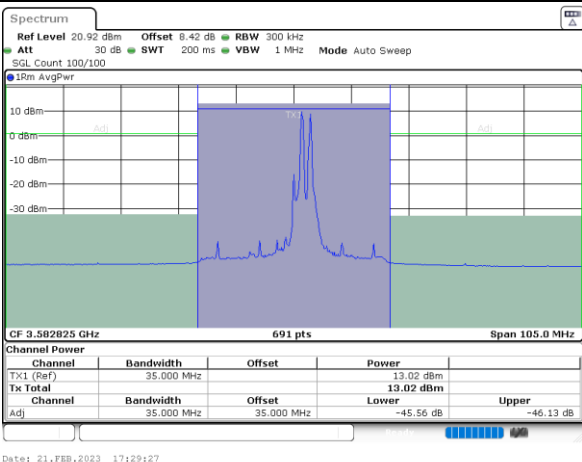 Spectrum
Ref Level 20.92 dBm Offset 8.42 dB RBW 300 kHz
Att 30 dB SWT 200 ms VBW 1 MHz Mode Auto Sweep
SGL Count 100/100
1Rm AvgPwr
10 dBm
TX1
Adj Adj
0 dBm
-10 dBm
-20 dBm
-30 dBm
CF 3.582825 GHz 691 pts Span 105.0 MHz
Channel Power
Channel Bandwidth Offset Power
TX1 (Ref) 35.000 MHz 13.02 dBm
Tx Total 13.02 dBm
Channel Bandwidth Offset Lower Upper
Adj 35.000 MHz 35.000 MHz -45.56 dB -46.13 dB
Ready
Date: 21.FEB.2023 17:29:27